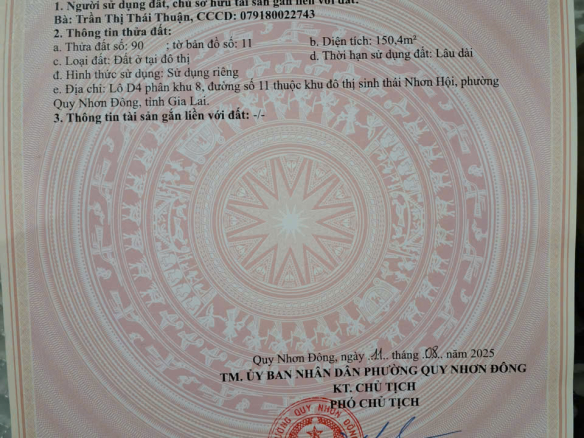 1. Người sử dụng đất, chủ sở hữu tài sản gắn liền với đất:
Bà: Trần Thị Thái Thuận, CCCD: 079180022743
2. Thông tin thửa đất:
a. Thửa đất số: 90 ; tờ bản đồ số: 11 b. Diện tích: 150,4m²
c. Loại đất: Đất ở tại đô thị d. Thời hạn sử dụng đất: Lâu dài
đ. Hình thức sử dụng: Sử dụng riêng
e. Địa chỉ: Lô D4 phân khu 8, đường số 11 thuộc khu đô thị sinh thái Nhơn Hội, phường
Quy Nhơn Đông, tỉnh Gia Lai.
3. Thông tin tài sản gắn liền với đất: -/-
Quy Nhơn Đông, ngày .11. tháng .08. năm 2025
TM. ỦY BAN NHÂN DÂN PHƯỜNG QUY NHƠN ĐÔNG
KT. CHỦ TỊCH
PHÓ CHỦ TỊCH
QUY NHƠN ĐÔNG